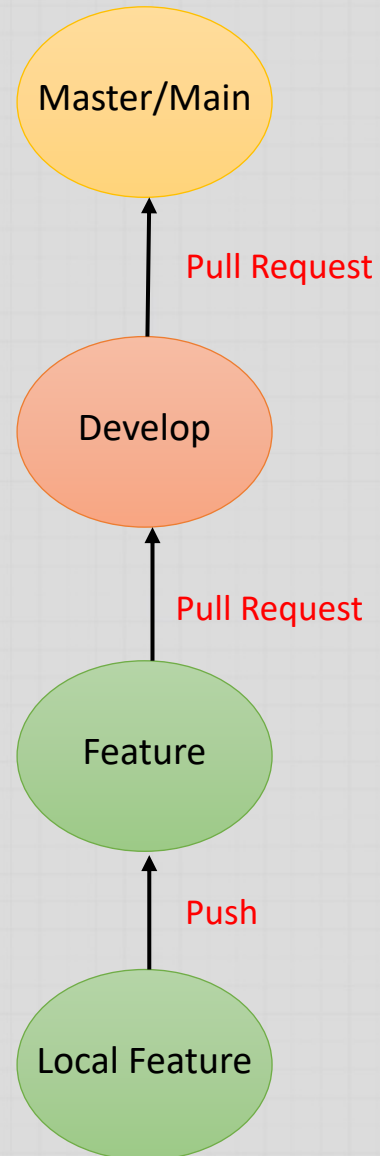 Master/Main
Pull Request
Develop
Pull Request
Feature
Push
Local Feature